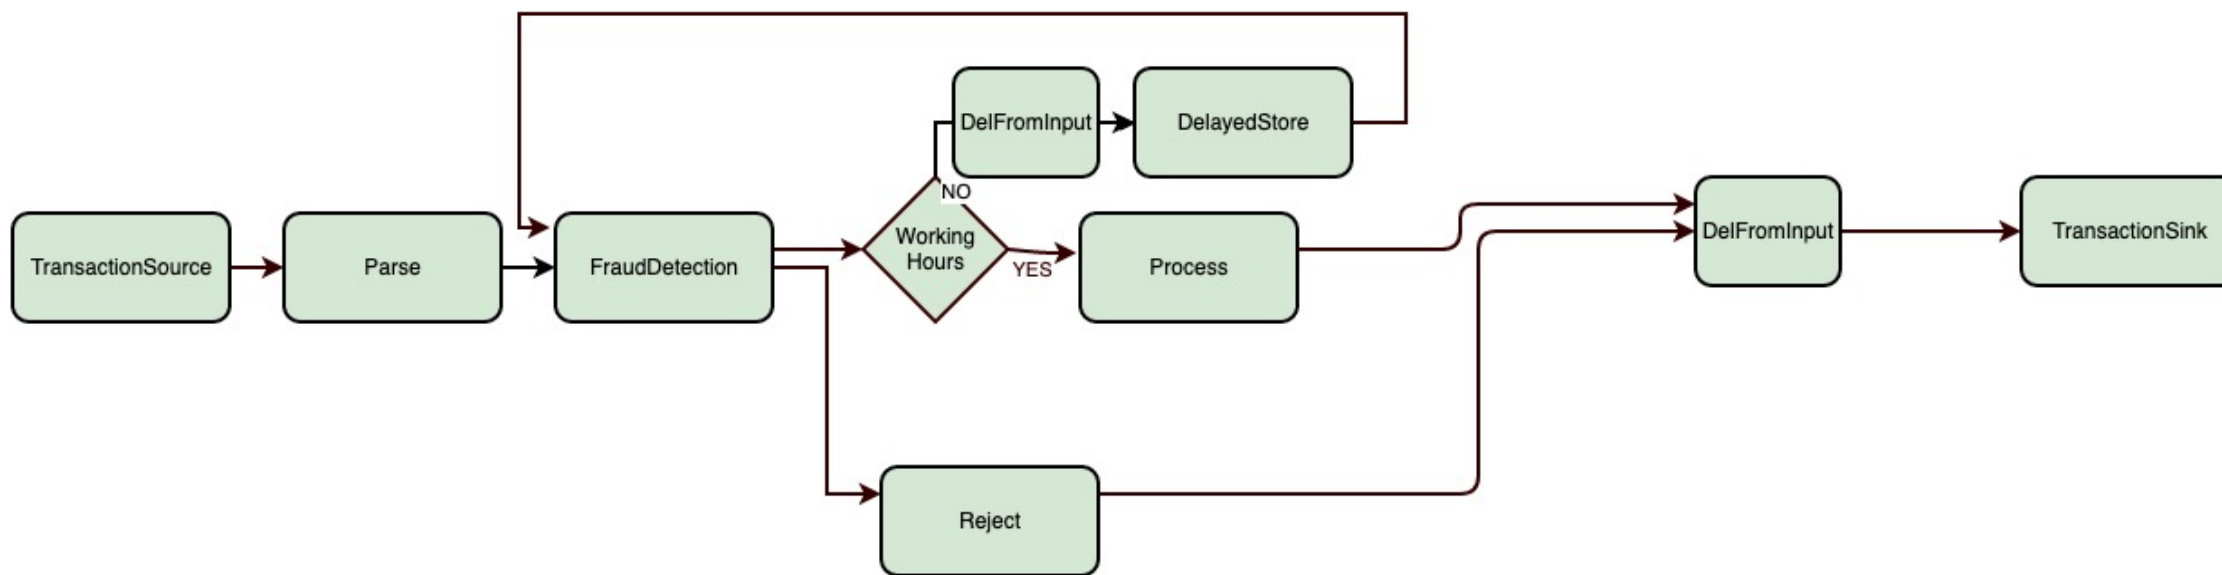 DelFromInput
DelayedStore
NO
TransactionSource
Parse
FraudDetection
Working
Hours
YES
Process
DelFromInput
TransactionSink
Reject